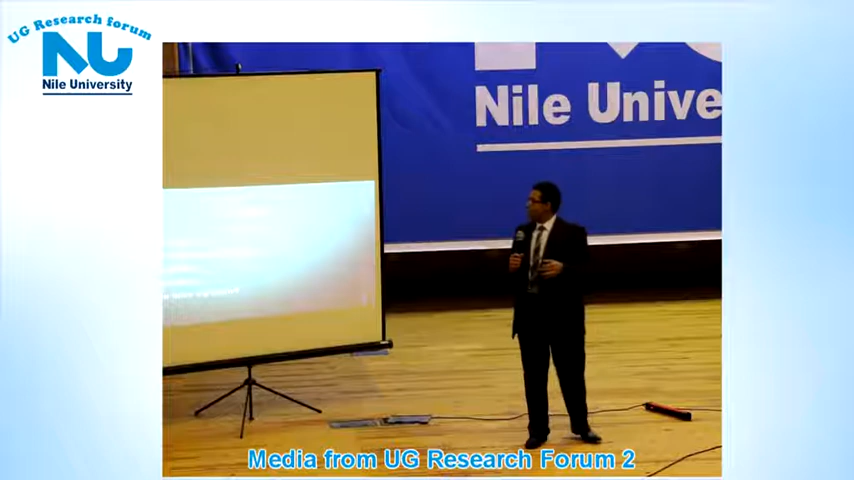 UG Research forum
NU
Nile University
Nile Unive
Media from UG Research Forum 2